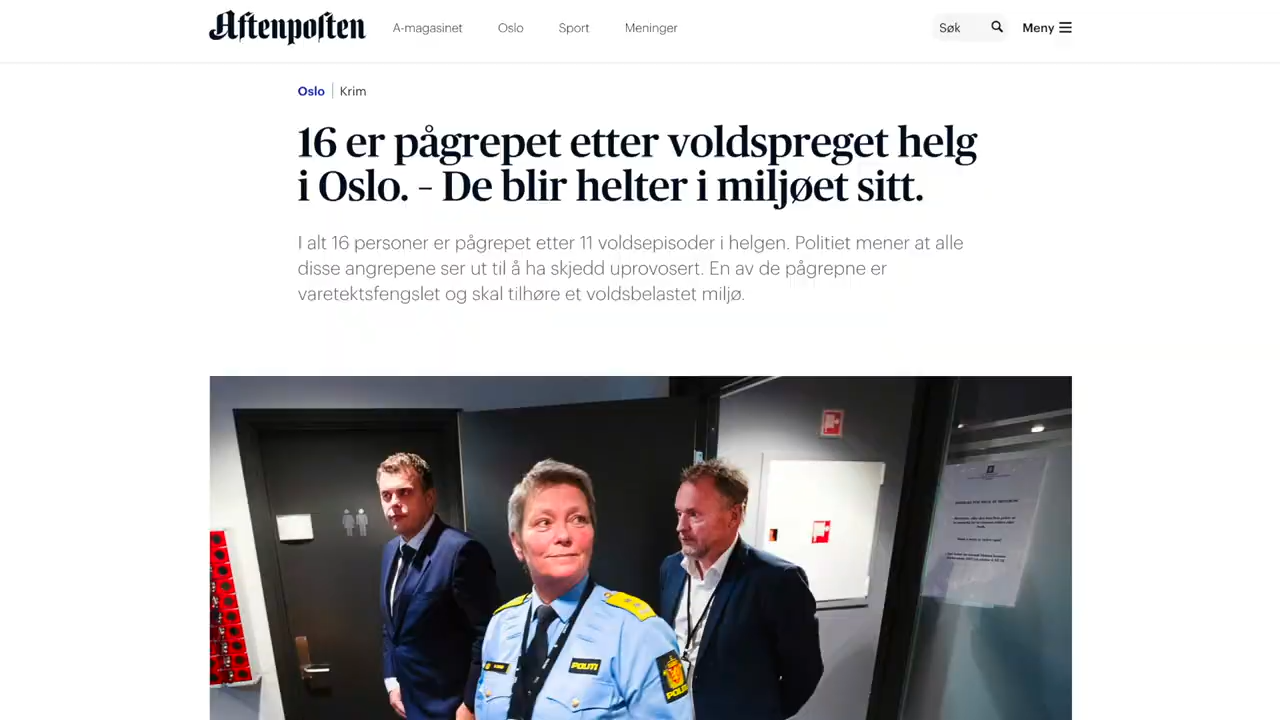 Aftenposten
A-magasinet
Oslo
Sport
Meninger
Søk
Meny
Oslo
Krim
16 er pågrepet etter voldspreget helg
i Oslo. – De blir helter i miljøet sitt.
I alt 16 personer er pågrepet etter 11 voldsepisoder i helgen. Politiet mener at alle
disse angrepene ser ut til å ha skjedd uprovosert. En av de pågrepne er
varetektsfengslet og skal tilhøre et voldsbelastet miljø.
POLITI
POLITI